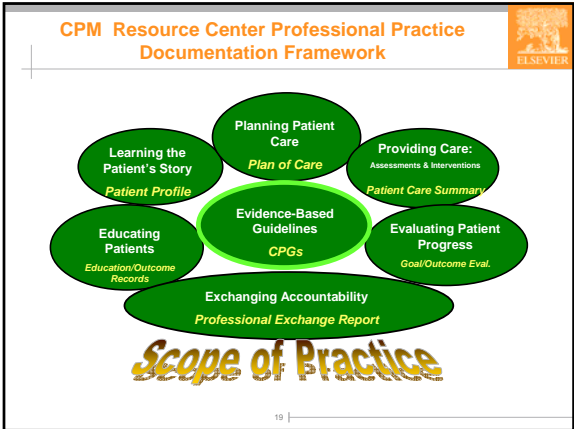 CPM Resource Center Professional Practice
Documentation Framework
ELSEVIER
Planning Patient
Care
Plan of Care
Learning the
Patient's Story
Patient Profile
Providing Care:
Assessments & Interventions
Patient Care Summary
Evidence-Based
Guidelines
CPGs
Educating
Patients
Education/Outcome
Records
Evaluating Patient
Progress
Goal/Outcome Eval.
Exchanging Accountability
Professional Exchange Report
Scope of Practice
19